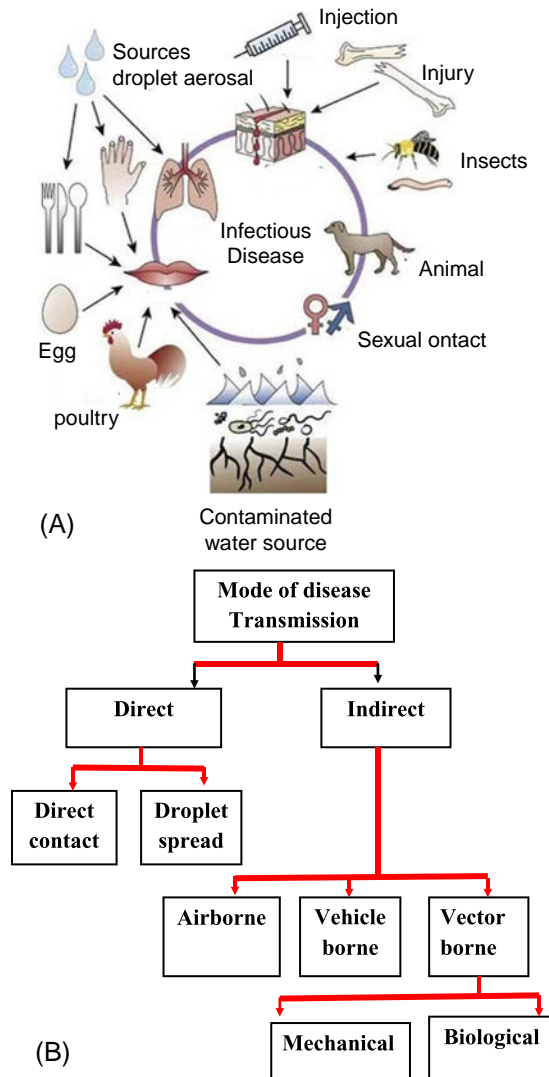 Sources
droplet aerosal
Injection
Injury
Insects
Infectious
Disease
Animal
Sexual ontact
Egg
poultry
Contaminated
water source
(A)
Mode of disease
Transmission
Direct
Indirect
Direct
contact
Droplet
spread
Airborne
Vehicle
borne
Vector
borne
Mechanical
Biological
(B)